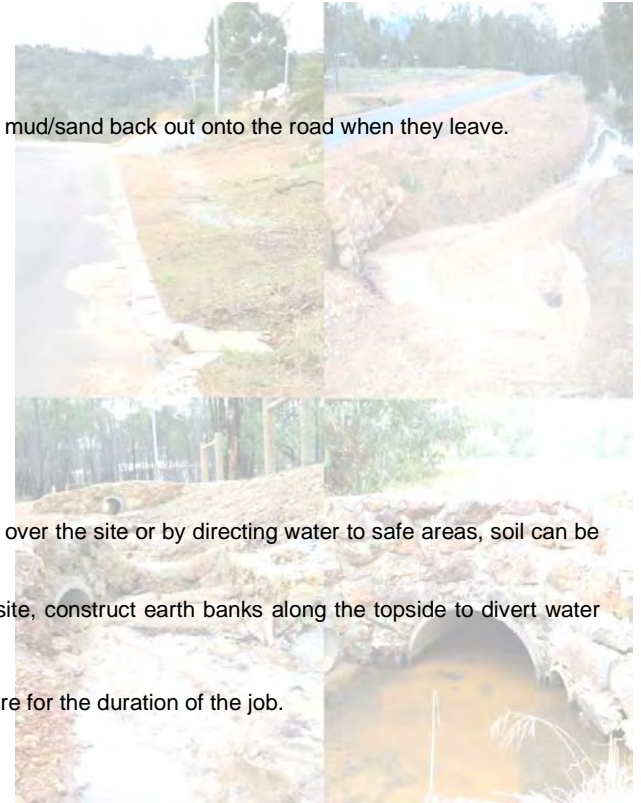 mud/sand back out onto the road when they leave.
over the site or by directing water to safe areas, soil can be
site, construct earth banks along the topside to divert water
re for the duration of the job.